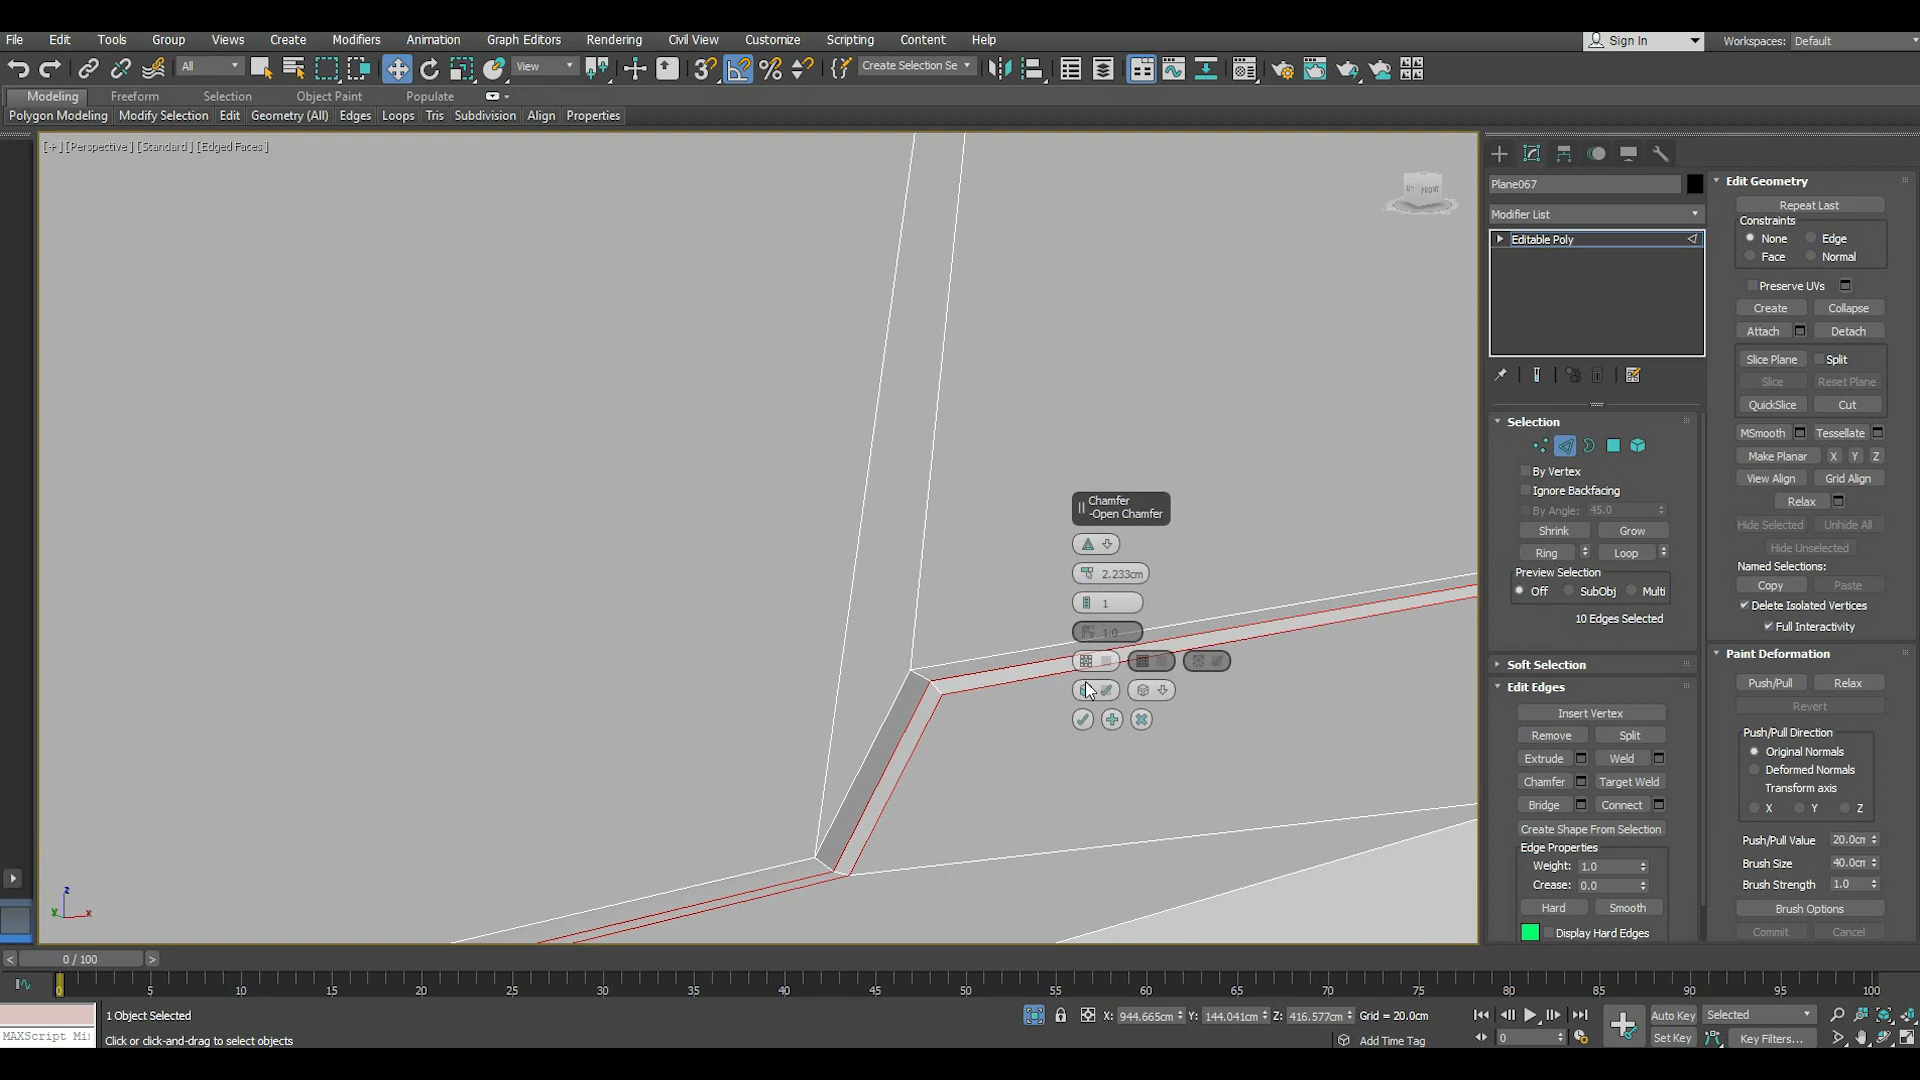 File Edit Tools Group Views Create Modifiers Animation Graph Editors Rendering Civil View Customize Scripting Content Help Sign In Workspaces: Default
All View Create Selection Se
Modeling Freeform Selection Object Paint Populate
Polygon Modeling Modify Selection Edit Geometry (All) Edges Loops Tris Subdivision Align Properties
[+] [Perspective] [Standard] [Edged Faces]
FRONT
Chamfer
-Open Chamfer
2.233cm
1
1.0
z
y x
Plane067
Modifier List
Editable Poly
Selection
By Vertex
Ignore Backfacing
By Angle: 45.0
Shrink Grow
Ring Loop
Preview Selection
Off SubObj Multi
10 Edges Selected
Soft Selection
Edit Edges
Insert Vertex
Remove Split
Extrude Weld
Chamfer Target Weld
Bridge Connect
Create Shape From Selection
Edge Properties
Weight: 1.0
Crease: 0.0
Hard Smooth
Display Hard Edges
Edit Geometry
Repeat Last
Constraints
None Edge
Face Normal
Preserve UVs
Create Collapse
Attach Detach
Slice Plane Split
Slice Reset Plane
QuickSlice Cut
MSmooth Tessellate
Make Planar X Y Z
View Align Grid Align
Relax
Hide Selected Unhide All
Hide Unselected
Named Selections:
Copy Paste
Delete Isolated Vertices
Full Interactivity
Paint Deformation
Push/Pull Relax
Revert
Push/Pull Direction
Original Normals
Deformed Normals
Transform axis
X Y Z
Push/Pull Value 20.0cm
Brush Size 40.0cm
Brush Strength 1.0
Brush Options
Commit Cancel
< 0 / 100 >
0 5 10 15 20 25 30 35 40 45 50 55 60 65 70 75 80 85 90 95 100
1 Object Selected X: 944.665cm Y: 144.041cm Z: 416.577cm Grid = 20.0cm Auto Key Selected
MAXScript Mi Click or click-and-drag to select objects Add Time Tag 0 Set Key Key Filters...